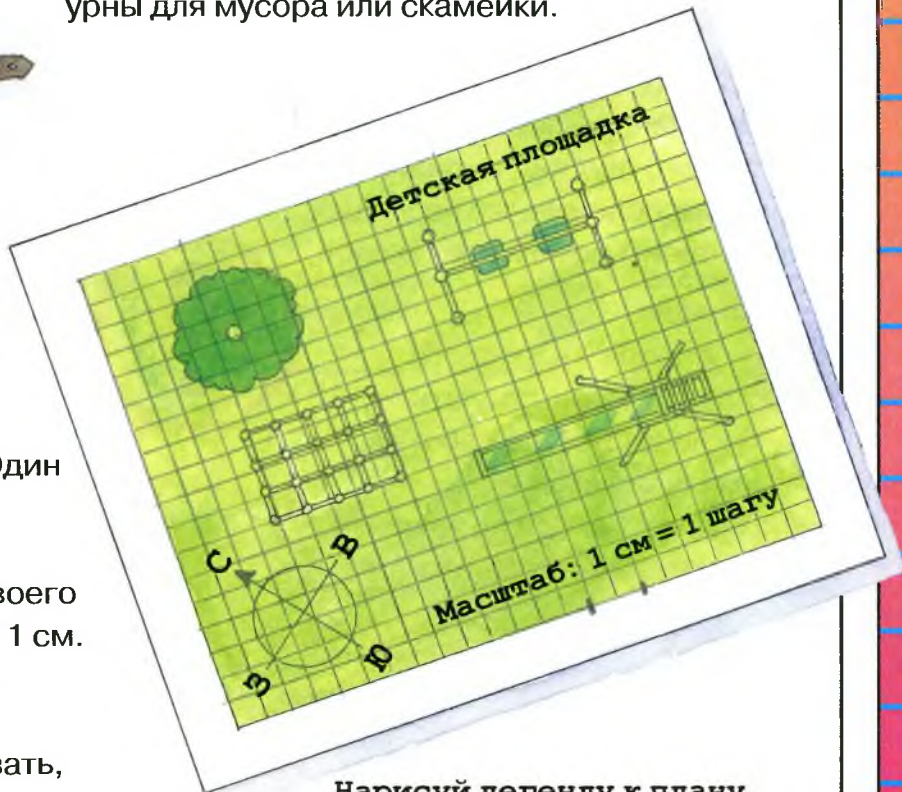 урны для мусора или скамейки.
Детская площадка
Один
С
В
воего
Масштаб: 1 см = 1 шагу
1 см.
З
Ю
Нарисуй легенду к плану